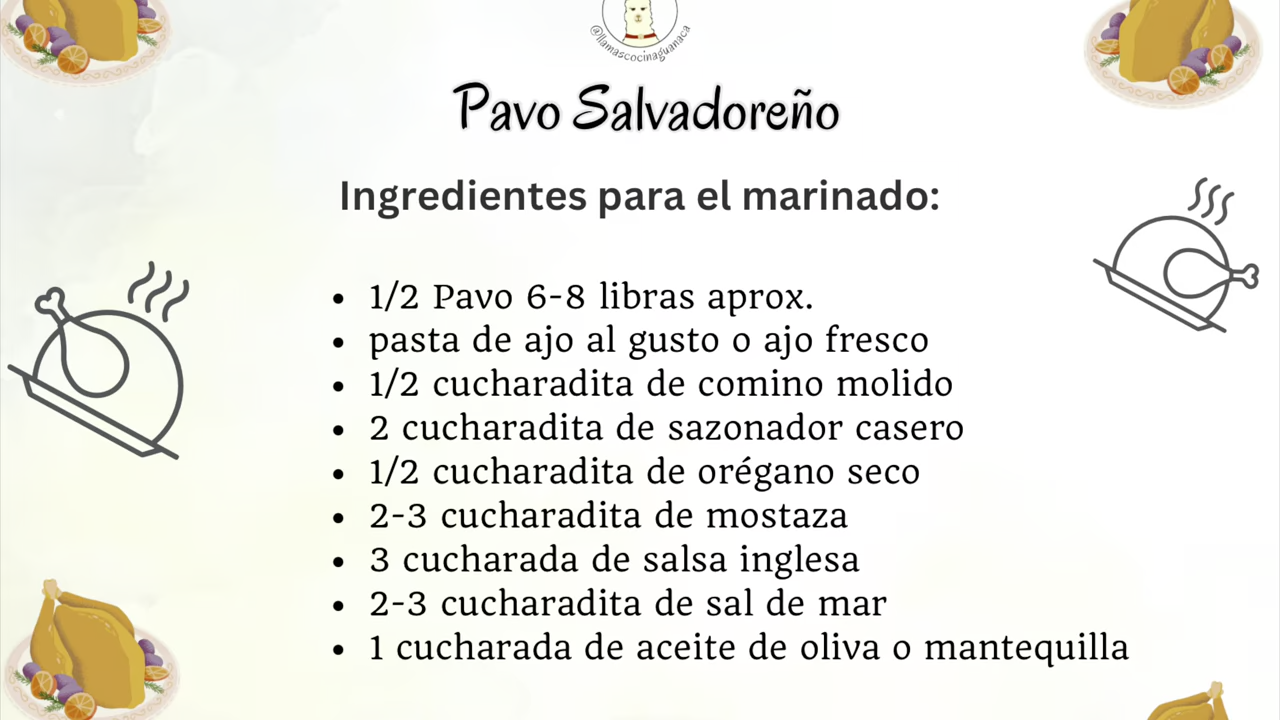 @llamascocinaguanaca
Pavo Salvadoreño
Ingredientes para el marinado:
• 1/2 Pavo 6-8 libras aprox.
• pasta de ajo al gusto o ajo fresco
• 1/2 cucharadita de comino molido
• 2 cucharadita de sazonador casero
• 1/2 cucharadita de orégano seco
• 2-3 cucharadita de mostaza
• 3 cucharada de salsa inglesa
• 2-3 cucharadita de sal de mar
• 1 cucharada de aceite de oliva o mantequilla